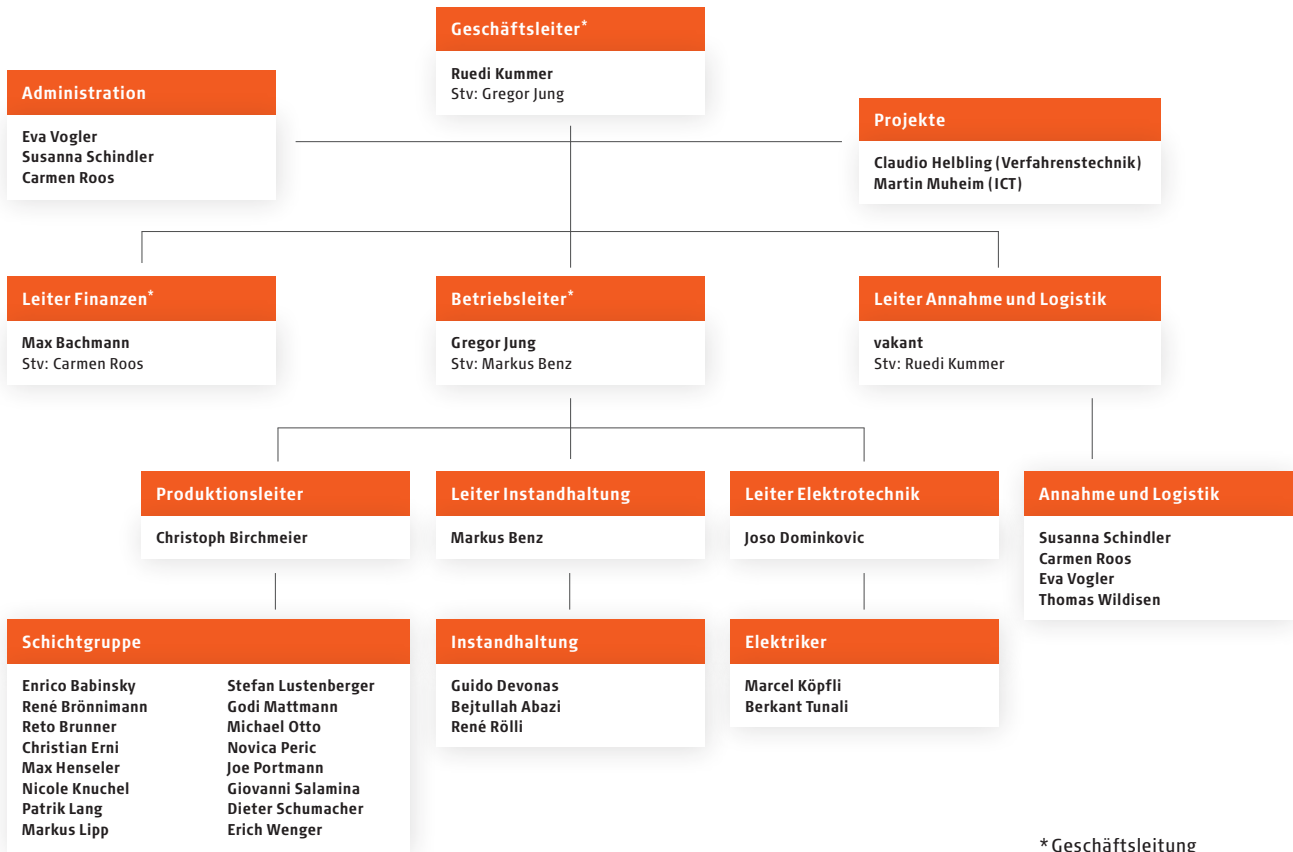 Geschäftsleiter*
Ruedi Kummer
Stv: Gregor Jung
Administration
Eva Vogler
Susanna Schindler
Carmen Roos
Projekte
Claudio Helbling (Verfahrenstechnik)
Martin Muheim (ICT)
Leiter Finanzen*
Max Bachmann
Stv: Carmen Roos
Betriebsleiter*
Gregor Jung
Stv: Markus Benz
Leiter Annahme und Logistik
vakant
Stv: Ruedi Kummer
Produktionsleiter
Christoph Birchmeier
Leiter Instandhaltung
Markus Benz
Leiter Elektrotechnik
Joso Dominkovic
Annahme und Logistik
Susanna Schindler
Carmen Roos
Eva Vogler
Thomas Wildisen
Schichtgruppe
Enrico Babinsky
René Brönnimann
Reto Brunner
Christian Erni
Max Henseler
Nicole Knuchel
Patrik Lang
Markus Lipp
Stefan Lustenberger
Godi Mattmann
Michael Otto
Novica Peric
Joe Portmann
Giovanni Salamina
Dieter Schumacher
Erich Wenger
Instandhaltung
Guido Devonas
Bejtullah Abazi
René Rölli
Elektriker
Marcel Köpfli
Berkant Tunali
* Geschäftsleitung